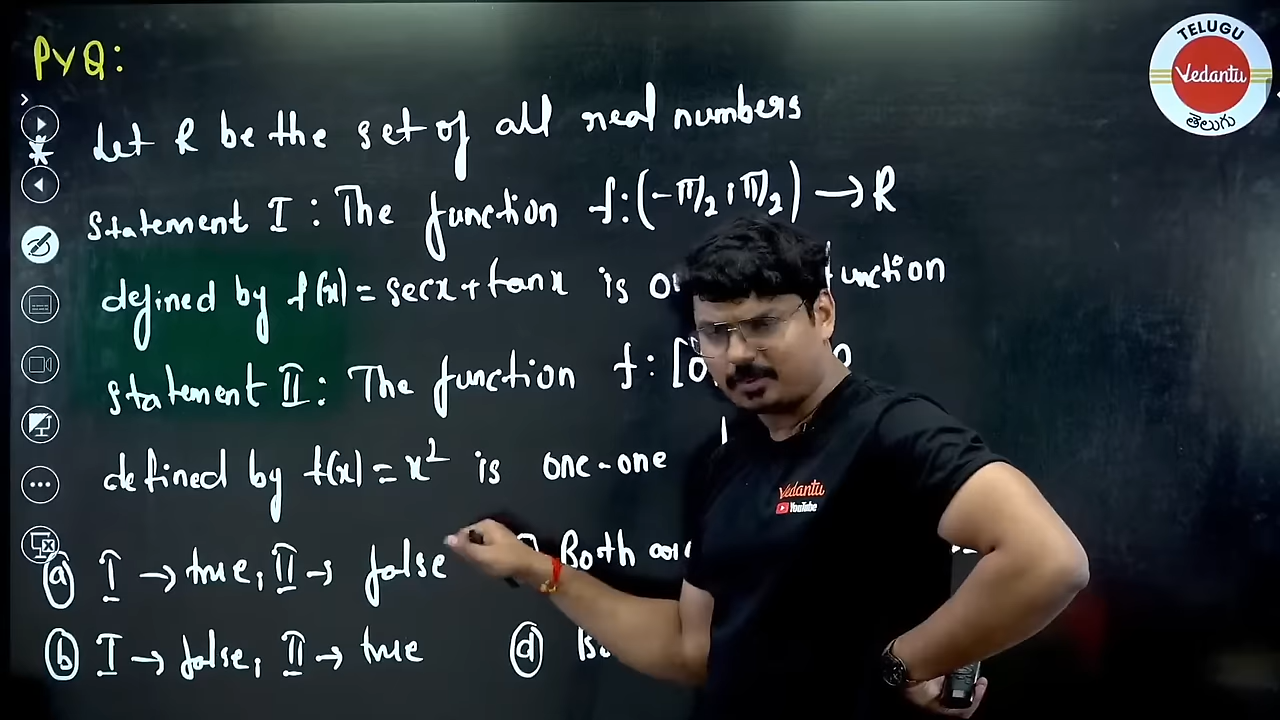 PYQ:
Let R be the set of all real numbers
Statement I : The function f:(-π/2, π/2) → R
defined by f(x) = secx + tanx is
Statement II : The function f : [0,
defined by f(x) = x² is one-one
(a) I → true, II → false
Both
(b) I → false, II → true (d)
TELUGU
Vedantu
తెలుగు
Vedantu
YouTube